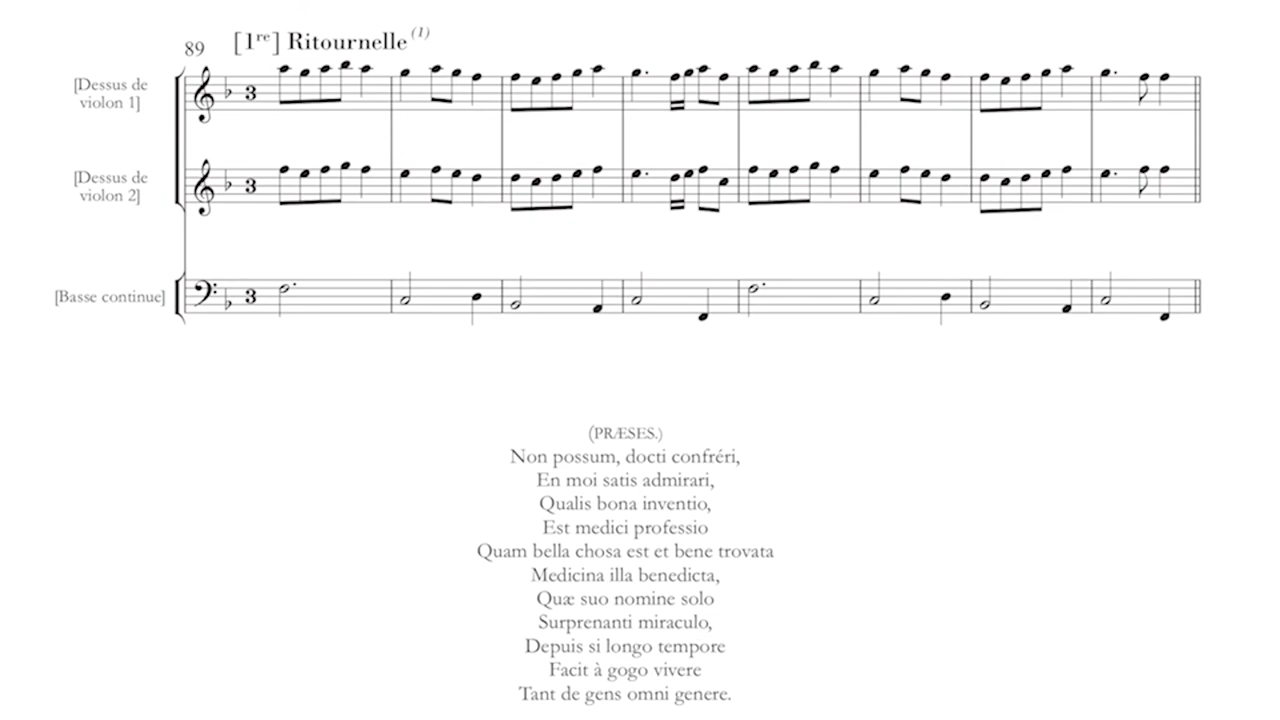 89 [1re] Ritournelle (1)
[Dessus de
violon 1]
3
[Dessus de
violon 2]
3
[Basse continue]
3
(PRÆSES.)
Non possum, docti confréri,
En moi satis admirari,
Qualis bona inventio,
Est medici professio
Quam bella chosa est et bene trovata
Medicina illa benedicta,
Quæ suo nomine solo
Surprenanti miraculo,
Depuis si longo tempore
Facit à gogo vivere
Tant de gens omni genere.